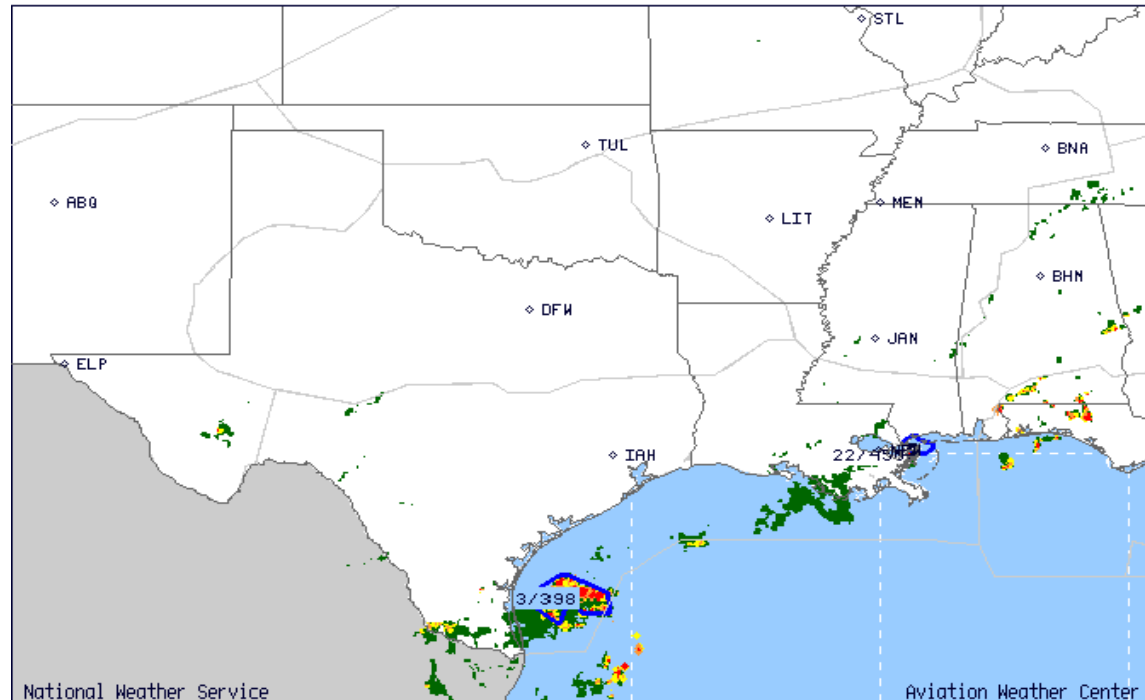 STL
TUL
BNA
ABQ
MEM
LIT
BHM
DFW
JAN
ELP
IAH
3/398
National Weather Service
Aviation Weather Center